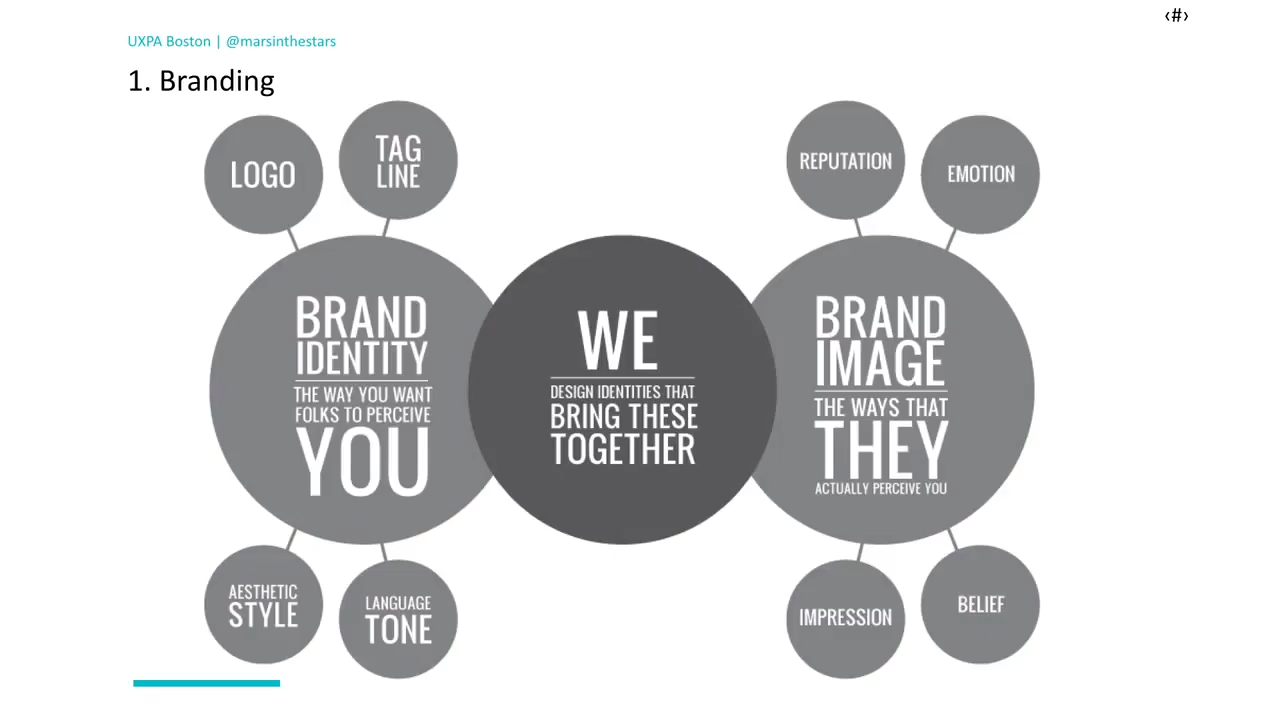 ‹#›
UXPA Boston | @marsinthestars
1. Branding
LOGO
TAG
LINE
BRAND
IDENTITY
THE WAY YOU WANT
FOLKS TO PERCEIVE
YOU
AESTHETIC
STYLE
LANGUAGE
TONE
WE
DESIGN IDENTITIES THAT
BRING THESE
TOGETHER
REPUTATION
EMOTION
BRAND
IMAGE
THE WAYS THAT
THEY
ACTUALLY PERCEIVE YOU
IMPRESSION
BELIEF